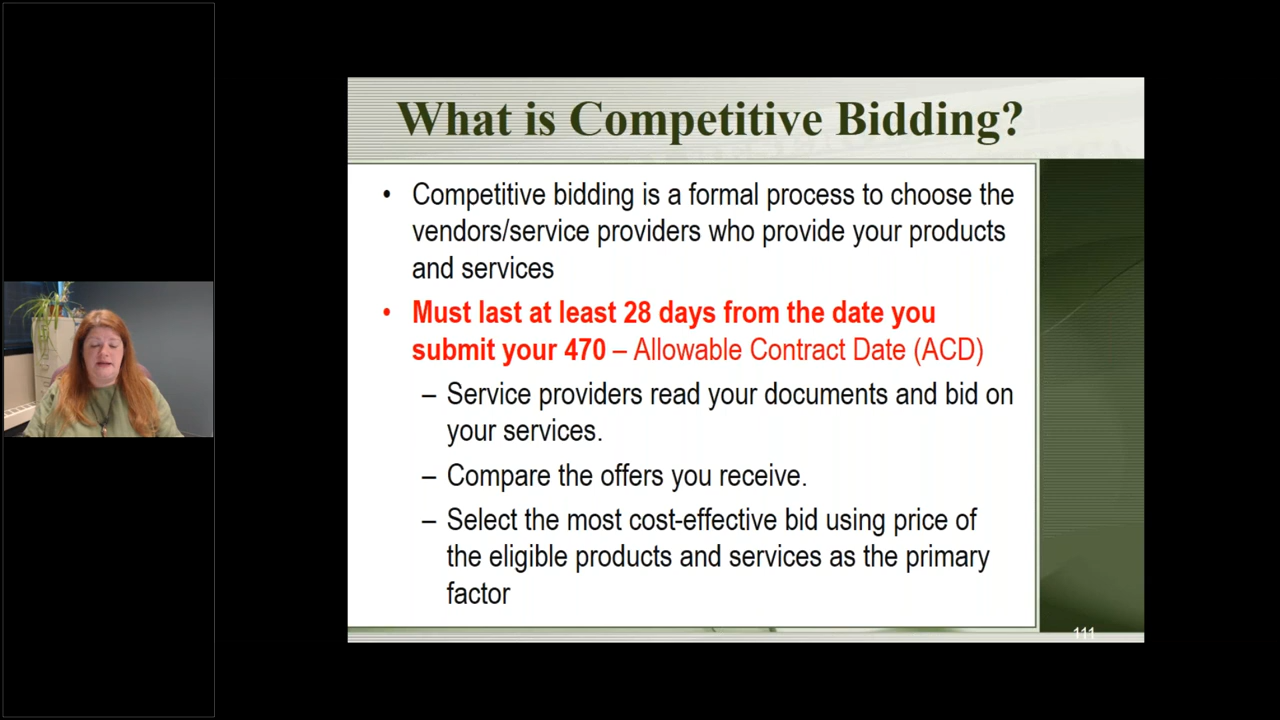 What is Competitive Bidding?
• Competitive bidding is a formal process to choose the
vendors/service providers who provide your products
and services
• Must last at least 28 days from the date you
submit your 470 – Allowable Contract Date (ACD)
– Service providers read your documents and bid on
your services.
– Compare the offers you receive.
– Select the most cost-effective bid using price of
the eligible products and services as the primary
factor
111